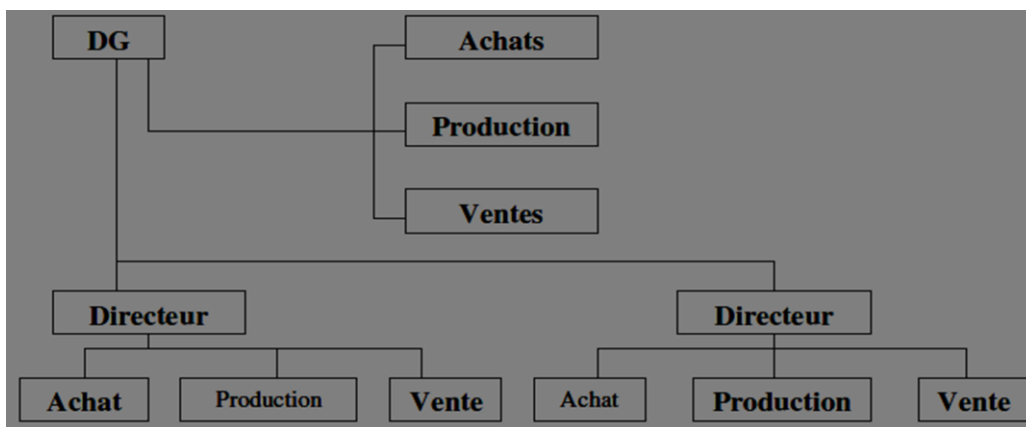 DG
Achats
Production
Ventes
Directeur
Directeur
Achat
Production
Vente
Achat
Production
Vente